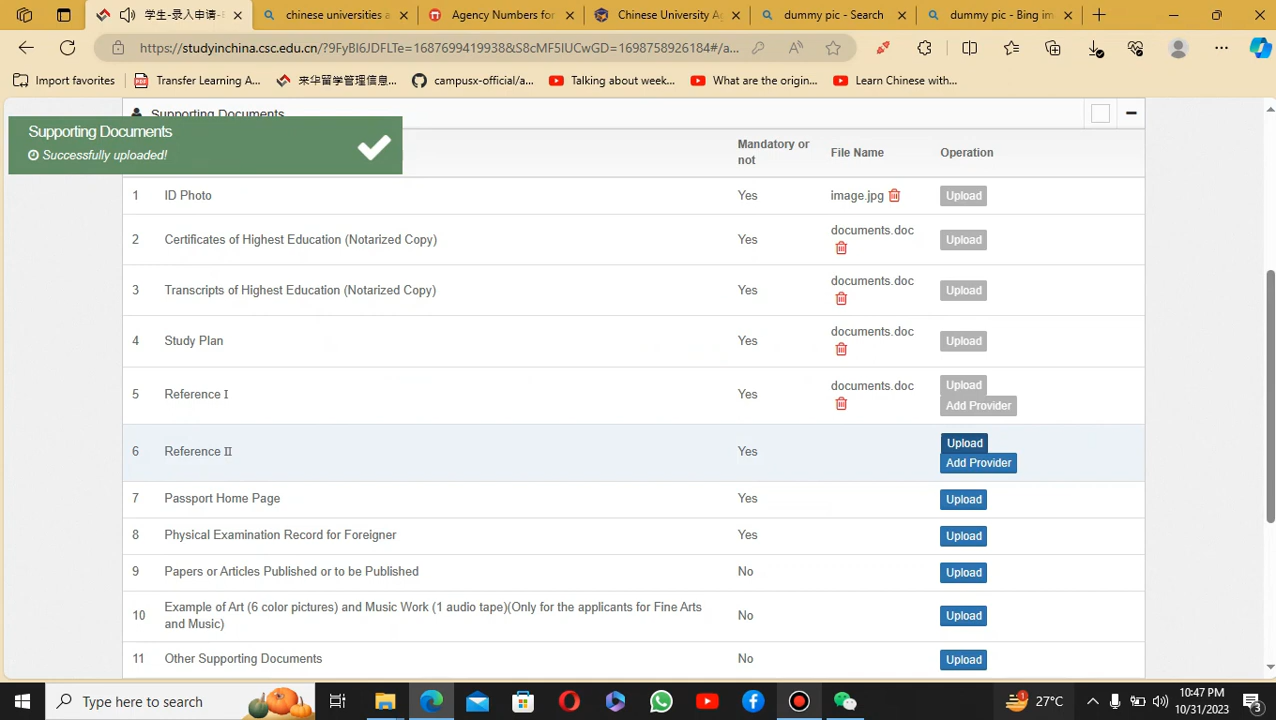 学生-录入申请-
chinese universities a
Agency Numbers for
Chinese University Ag
dummy pic - Search
dummy pic - Bing im
https://studyinchina.csc.edu.cn/?9FyBl6JDFLTe=1687699419938&S8cMF5IUCwGD=1698758926184#/a...
Import favorites
Transfer Learning A...
来华留学管理信息...
campusx-official/a...
Talking about week...
What are the origin...
Learn Chinese with...
Supporting Documents
Supporting Documents
Successfully uploaded!
Mandatory or not File Name Operation
1 ID Photo Yes image.jpg Upload
2 Certificates of Highest Education (Notarized Copy) Yes documents.doc Upload
3 Transcripts of Highest Education (Notarized Copy) Yes documents.doc Upload
4 Study Plan Yes documents.doc Upload
5 Reference Ⅰ Yes documents.doc Upload
Add Provider
6 Reference Ⅱ Yes Upload
Add Provider
7 Passport Home Page Yes Upload
8 Physical Examination Record for Foreigner Yes Upload
9 Papers or Articles Published or to be Published No Upload
10 Example of Art (6 color pictures) and Music Work (1 audio tape)(Only for the applicants for Fine Arts
and Music) No Upload
11 Other Supporting Documents No Upload
Type here to search
1
27°C
10:47 PM
10/31/2023
3